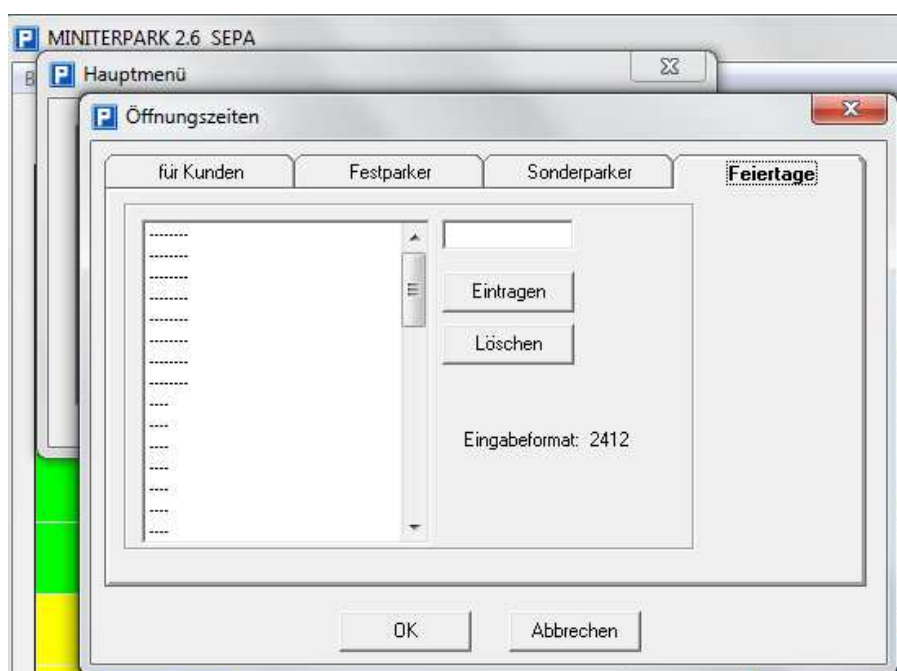 MINITERPARK 2.6 SEPA
B
Hauptmenü
Öffnungszeiten
für Kunden Festparker Sonderparker Feiertage
--------
--------
--------
--------
--------
--------
--------
--------
----
----
----
----
----
----
----
Eintragen
Löschen
Eingabeformat: 2412
OK Abbrechen